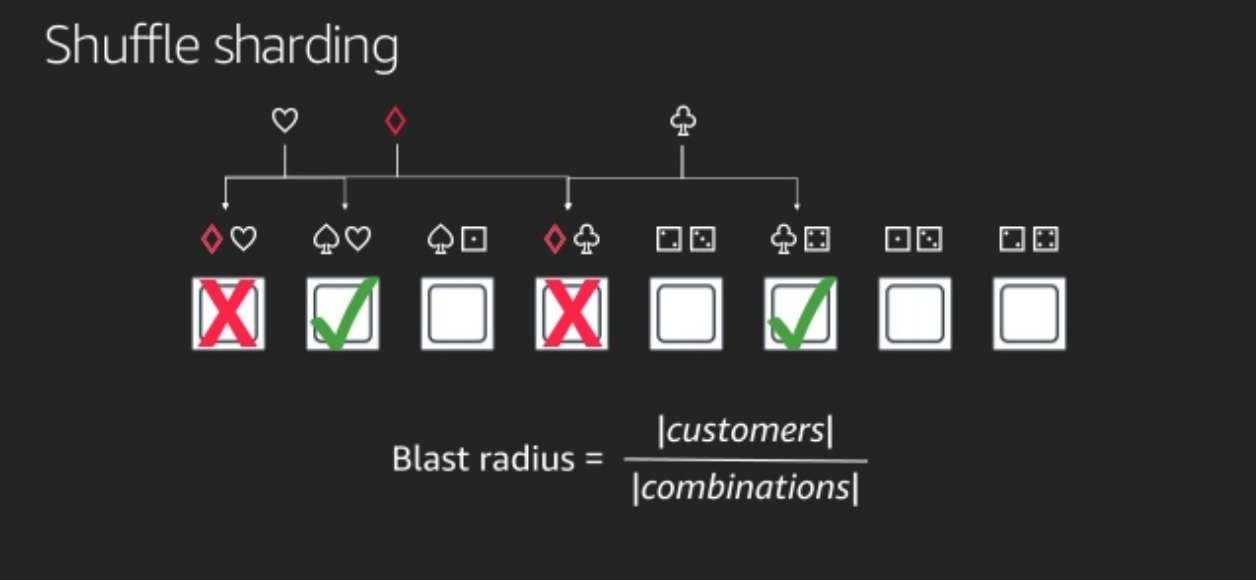 Shuffle sharding
Blast radius = |customers|
|combinations|